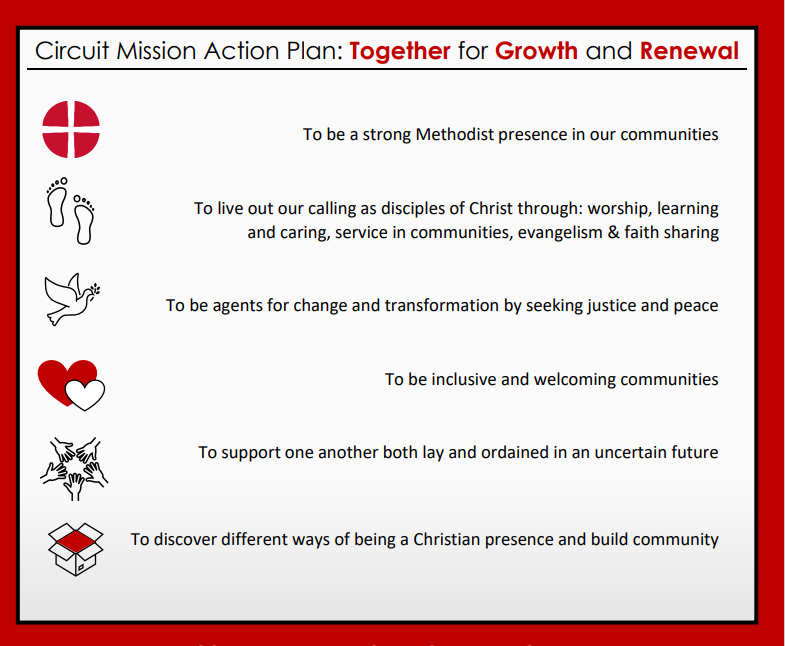 Circuit Mission Action Plan: Together for Growth and Renewal
To be a strong Methodist presence in our communities
To live out our calling as disciples of Christ through: worship, learning
and caring, service in communities, evangelism & faith sharing
To be agents for change and transformation by seeking justice and peace
To be inclusive and welcoming communities
To support one another both lay and ordained in an uncertain future
To discover different ways of being a Christian presence and build community